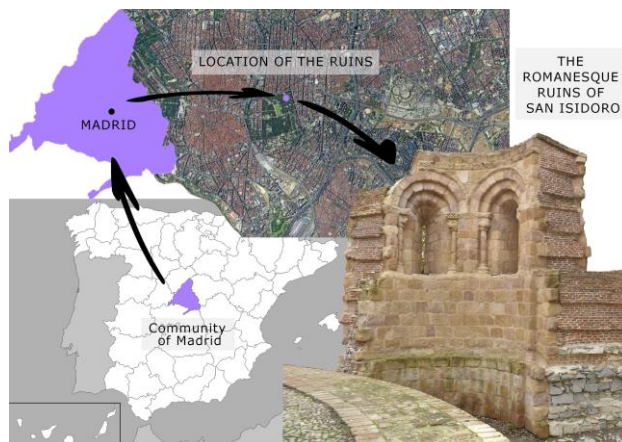 LOCATION OF THE RUINS
THE
ROMANESQUE
RUINS OF
SAN ISIDORO
MADRID
Community
of Madrid